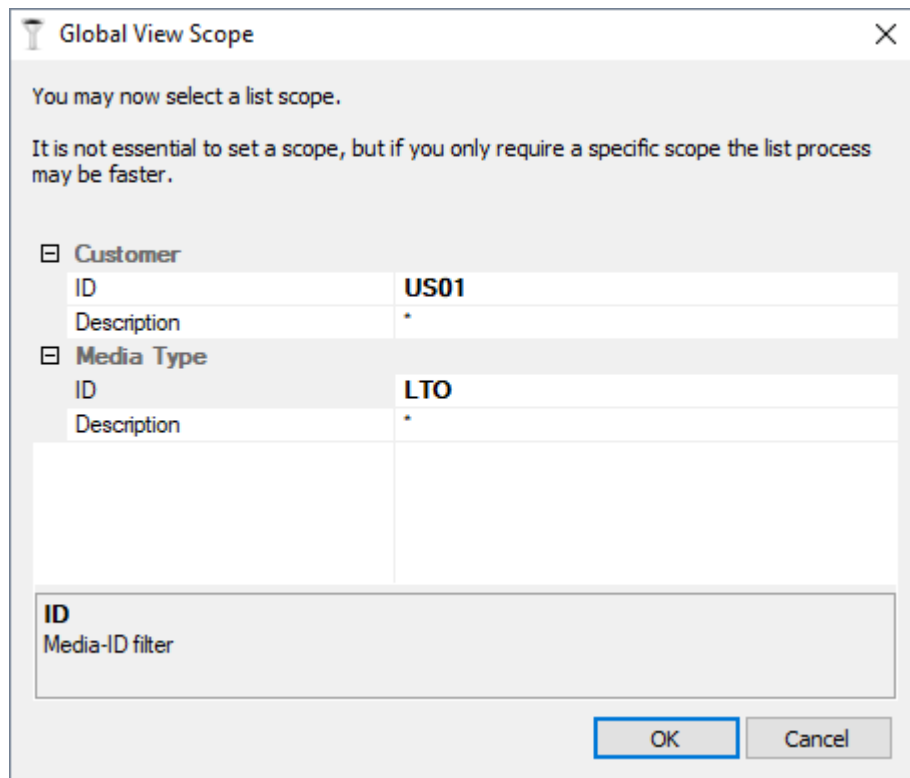 Global View Scope
You may now select a list scope.
It is not essential to set a scope, but if you only require a specific scope the list process
may be faster.
Customer
ID US01
Description *
Media Type
ID LTO
Description *
ID
Media-ID filter
OK Cancel